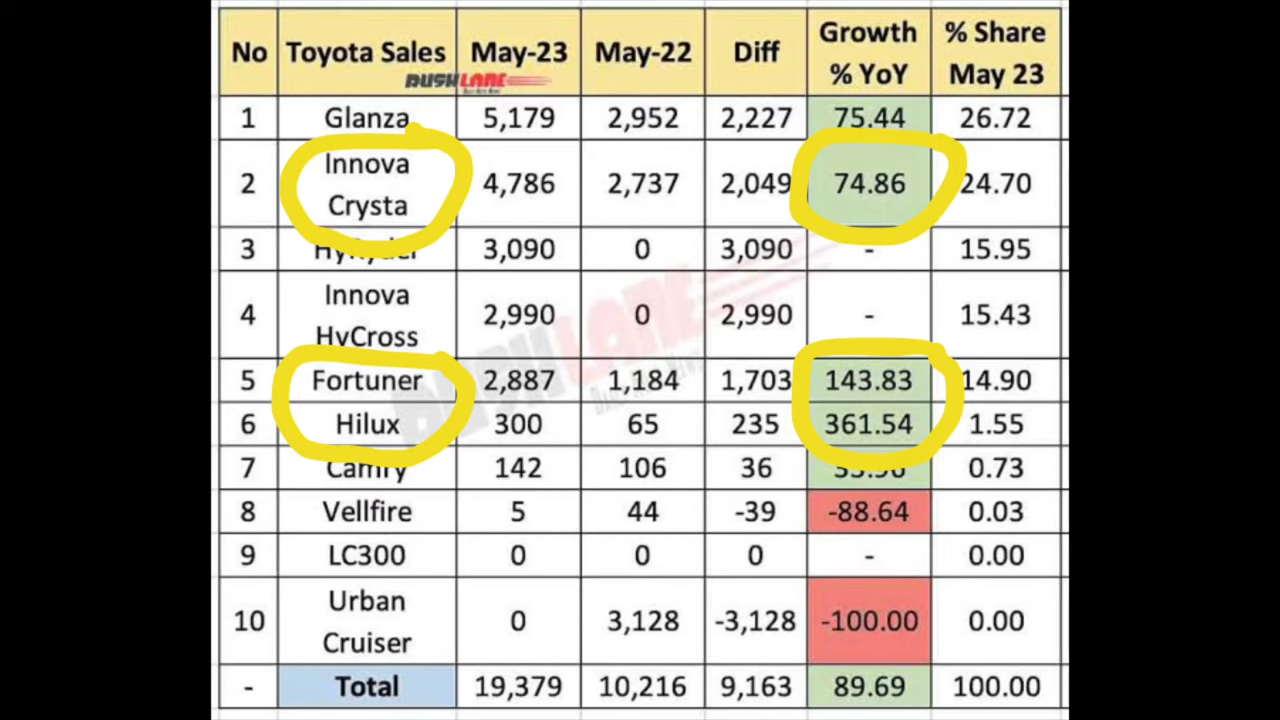 No Toyota Sales May-23 May-22 Diff Growth % YoY % Share May 23
RUSHLANE
1 Glanza 5,179 2,952 2,227 75.44 26.72
2 Innova Crysta 4,786 2,737 2,049 74.86 24.70
3 HyRyder 3,090 0 3,090 - 15.95
4 Innova HyCross 2,990 0 2,990 - 15.43
5 Fortuner 2,887 1,184 1,703 143.83 14.90
6 Hilux 300 65 235 361.54 1.55
7 Camry 142 106 36 0.73
8 Vellfire 5 44 -39 -88.64 0.03
9 LC300 0 0 0 - 0.00
10 Urban Cruiser 0 3,128 -3,128 -100.00 0.00
- Total 19,379 10,216 9,163 89.69 100.00
RUSHLANE